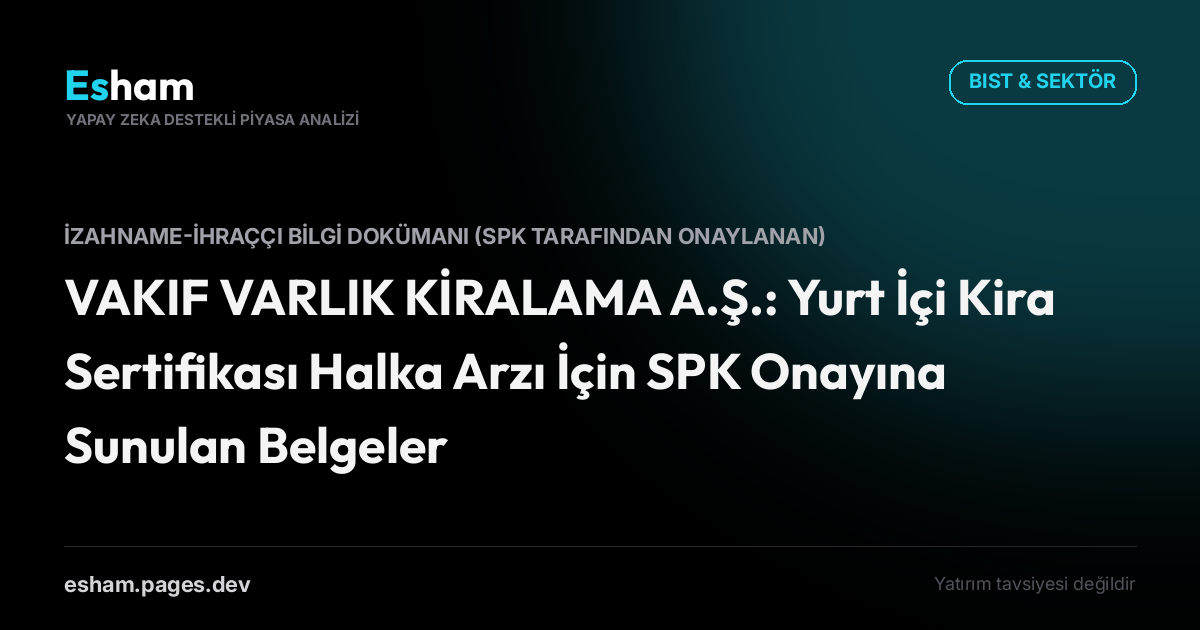 Esham
BIST & SEKTÖR
YAPAY ZEKA DESTEKLİ PİYASA ANALİZİ
İZAHNAME-İHRAÇÇI BİLGİ DOKÜMANI (SPK TARAFINDAN ONAYLANAN)
VAKIF VARLIK KİRALAMA A.Ş.: Yurt İçi Kira
Sertifikası Halka Arzı İçin SPK Onayına
Sunulan Belgeler
esham.pages.dev
Yatırım tavsiyesi değildir